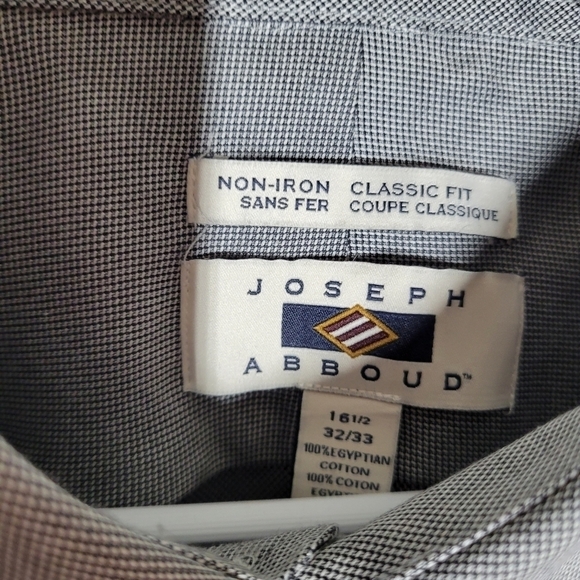 NON-IRON CLASSIC FIT
SANS FER COUPE CLASSIQUE
JOSEPH
ABBOUD™
16 1/2
32/33
100% EGYPTIAN
COTTON
100% COTON